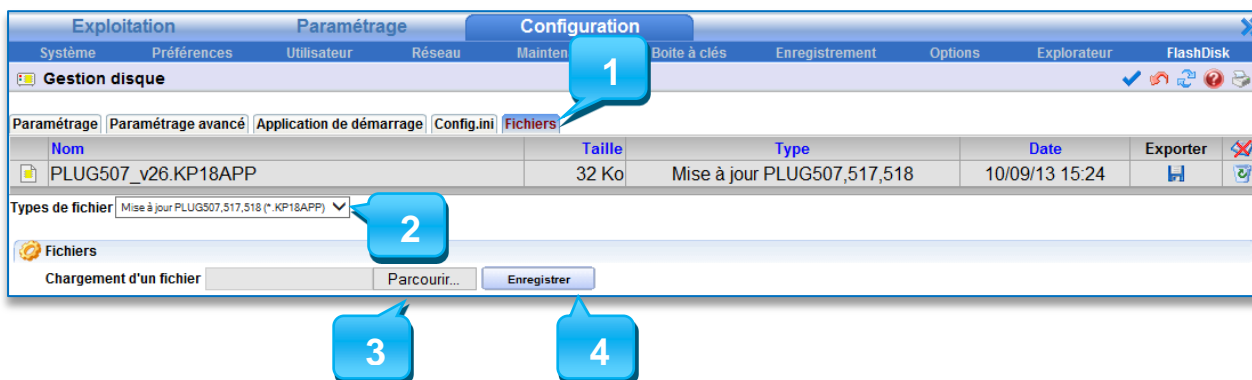 Exploitation Paramétrage Configuration
Système Préférences Utilisateur Réseau Mainten Boite à clés Enregistrement Options Explorateur FlashDisk
1
Gestion disque
Paramétrage Paramétrage avancé Application de démarrage Config.ini Fichiers
Nom Taille Type Date Exporter
PLUG507_v26.KP18APP 32 Ko Mise à jour PLUG507,517,518 10/09/13 15:24
Types de fichier Mise à jour PLUG507,517,518 (*.KP18APP)
2
Fichiers
Chargement d'un fichier Parcourir... Enregistrer
3 4